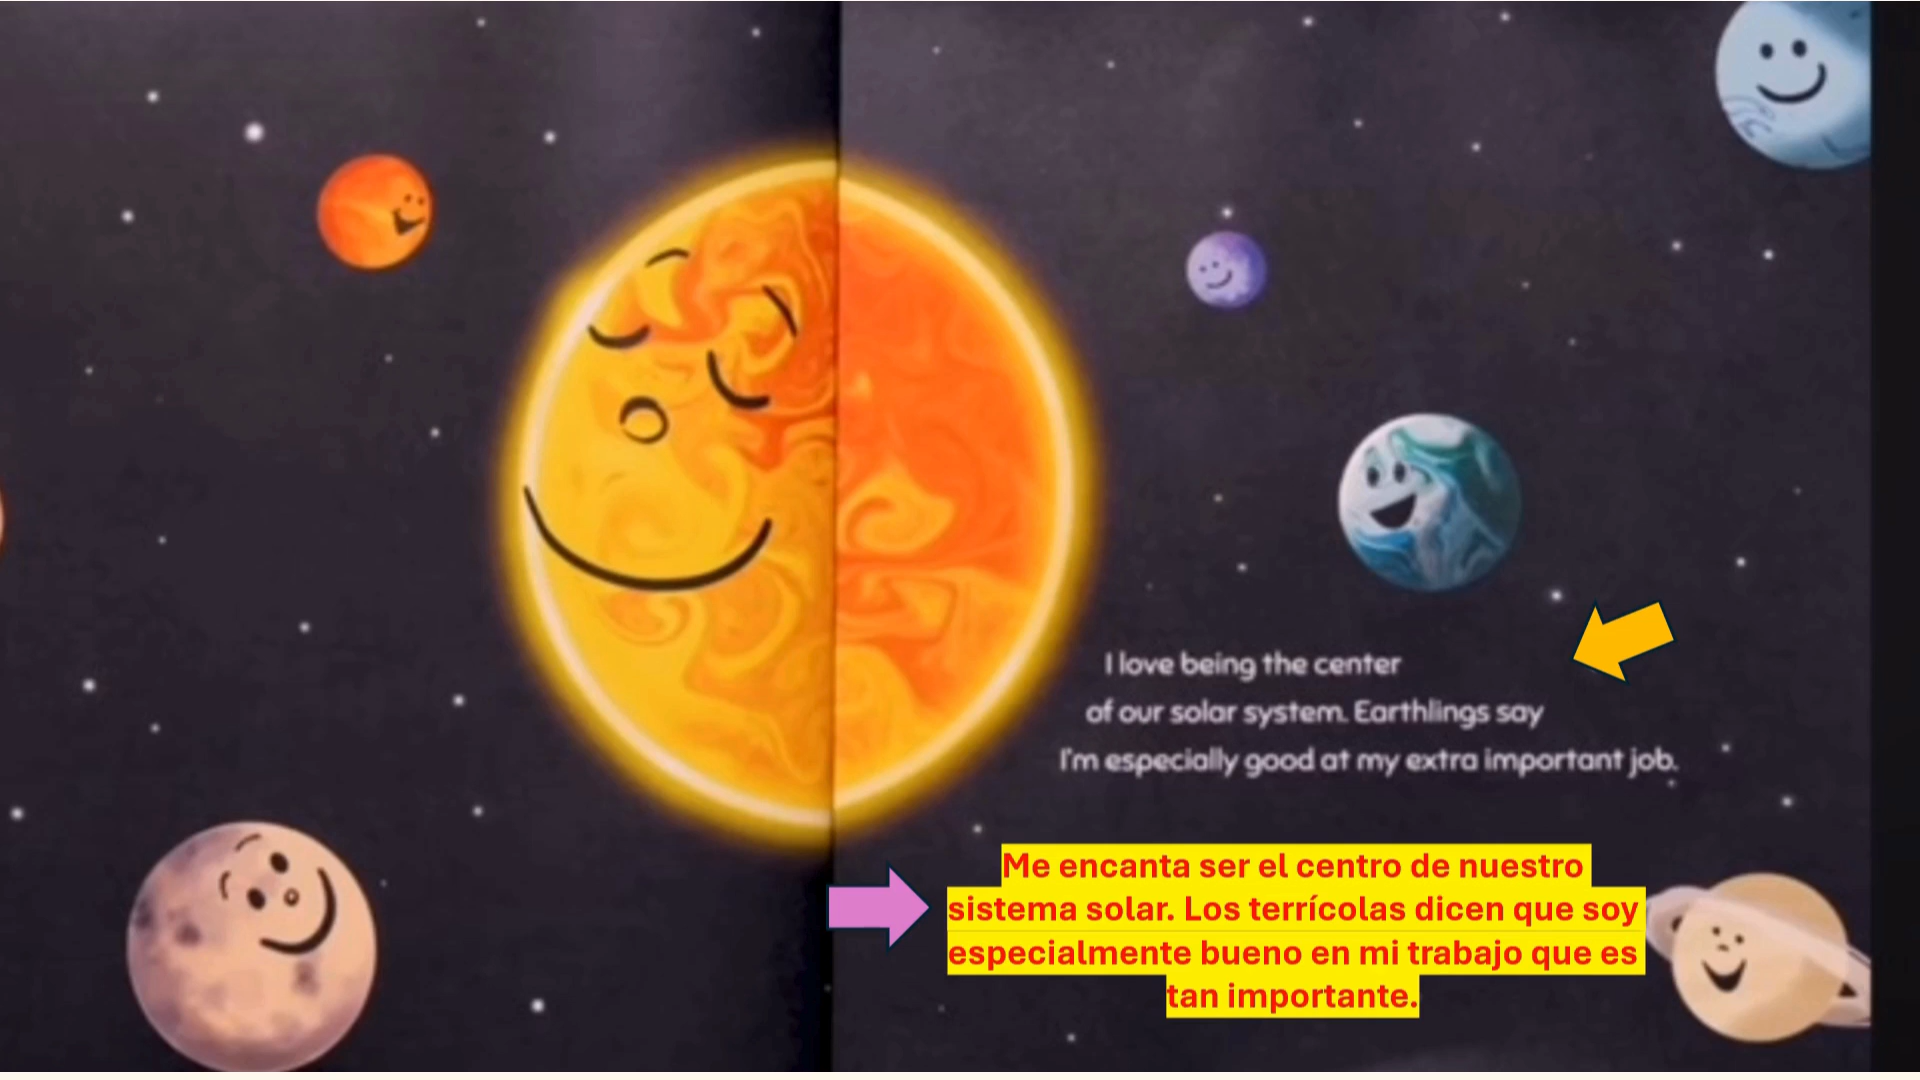 I love being the center
of our solar system. Earthlings say
I'm especially good at my extra important job.
Me encanta ser el centro de nuestro
sistema solar. Los terrícolas dicen que soy
especialmente bueno en mi trabajo que es
tan importante.